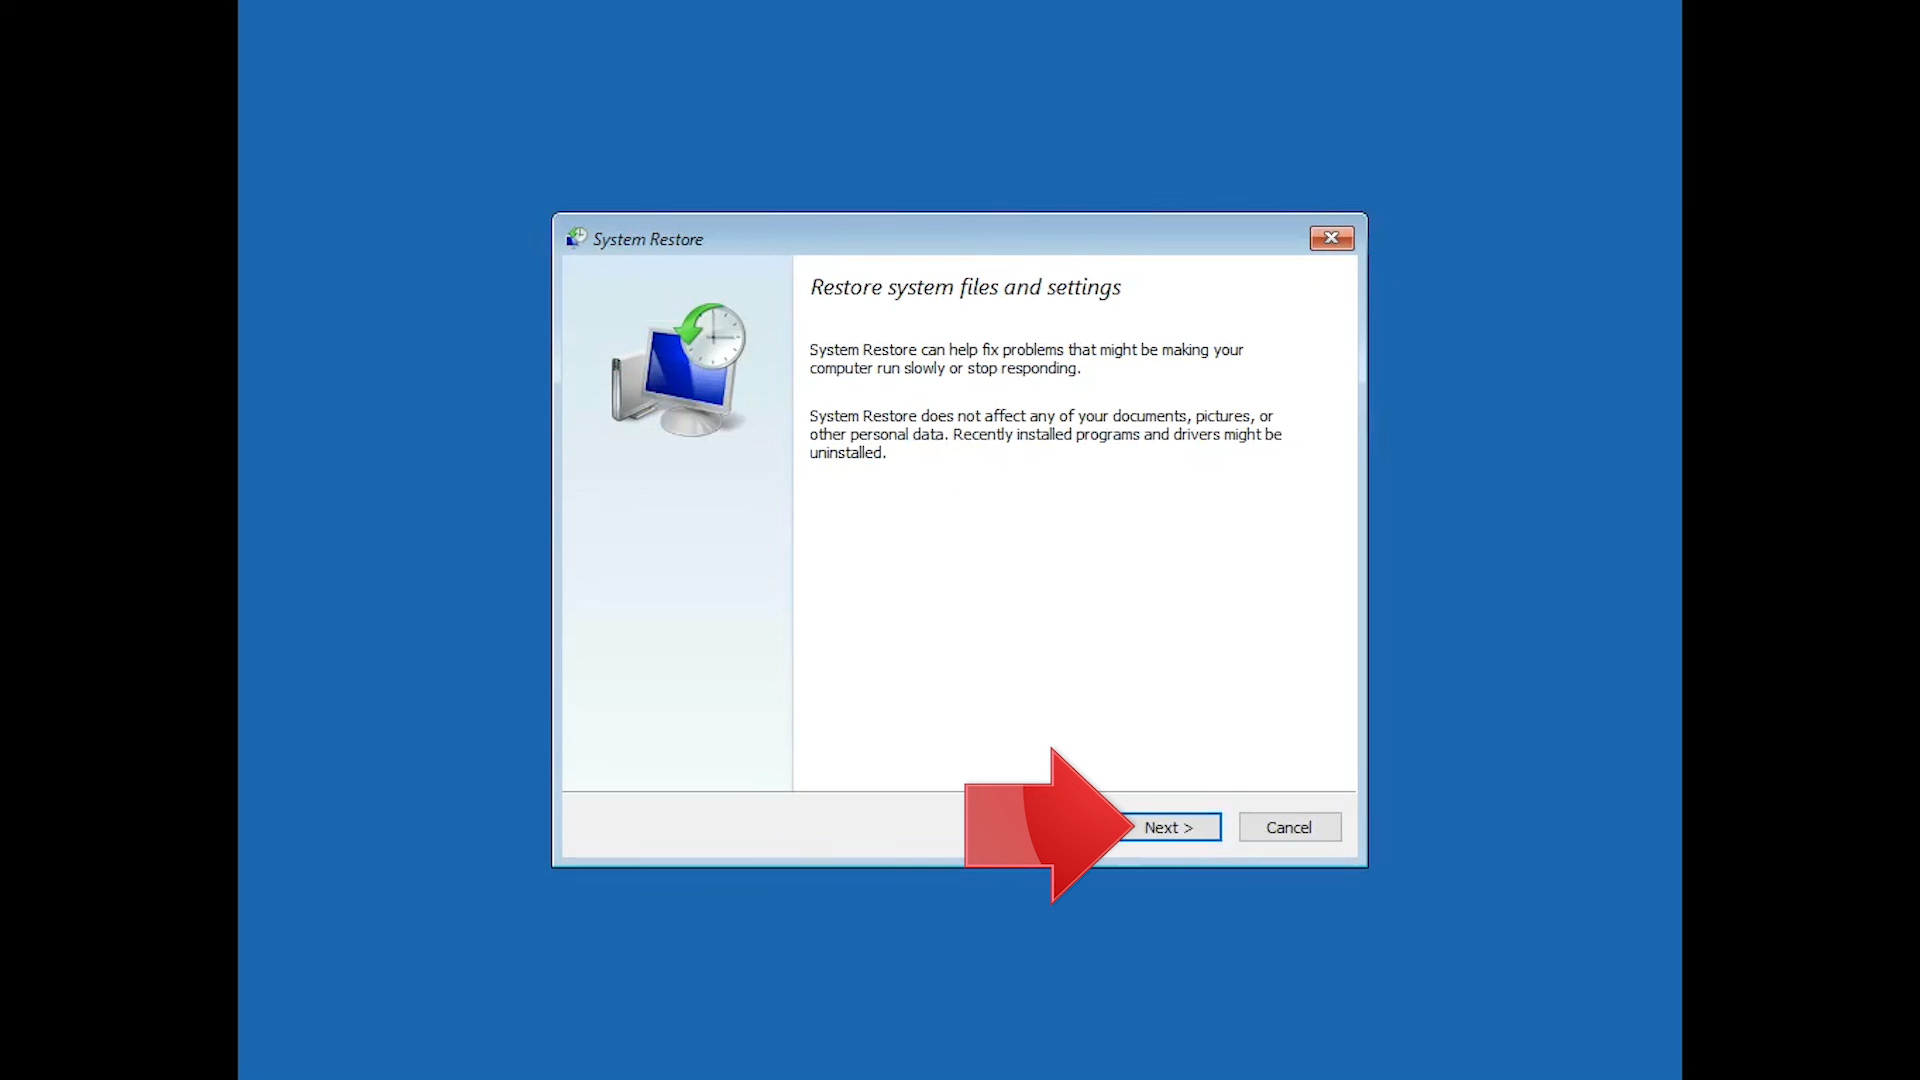 System Restore
Restore system files and settings
System Restore can help fix problems that might be making your
computer run slowly or stop responding.
System Restore does not affect any of your documents, pictures, or
other personal data. Recently installed programs and drivers might be
uninstalled.
Next >
Cancel